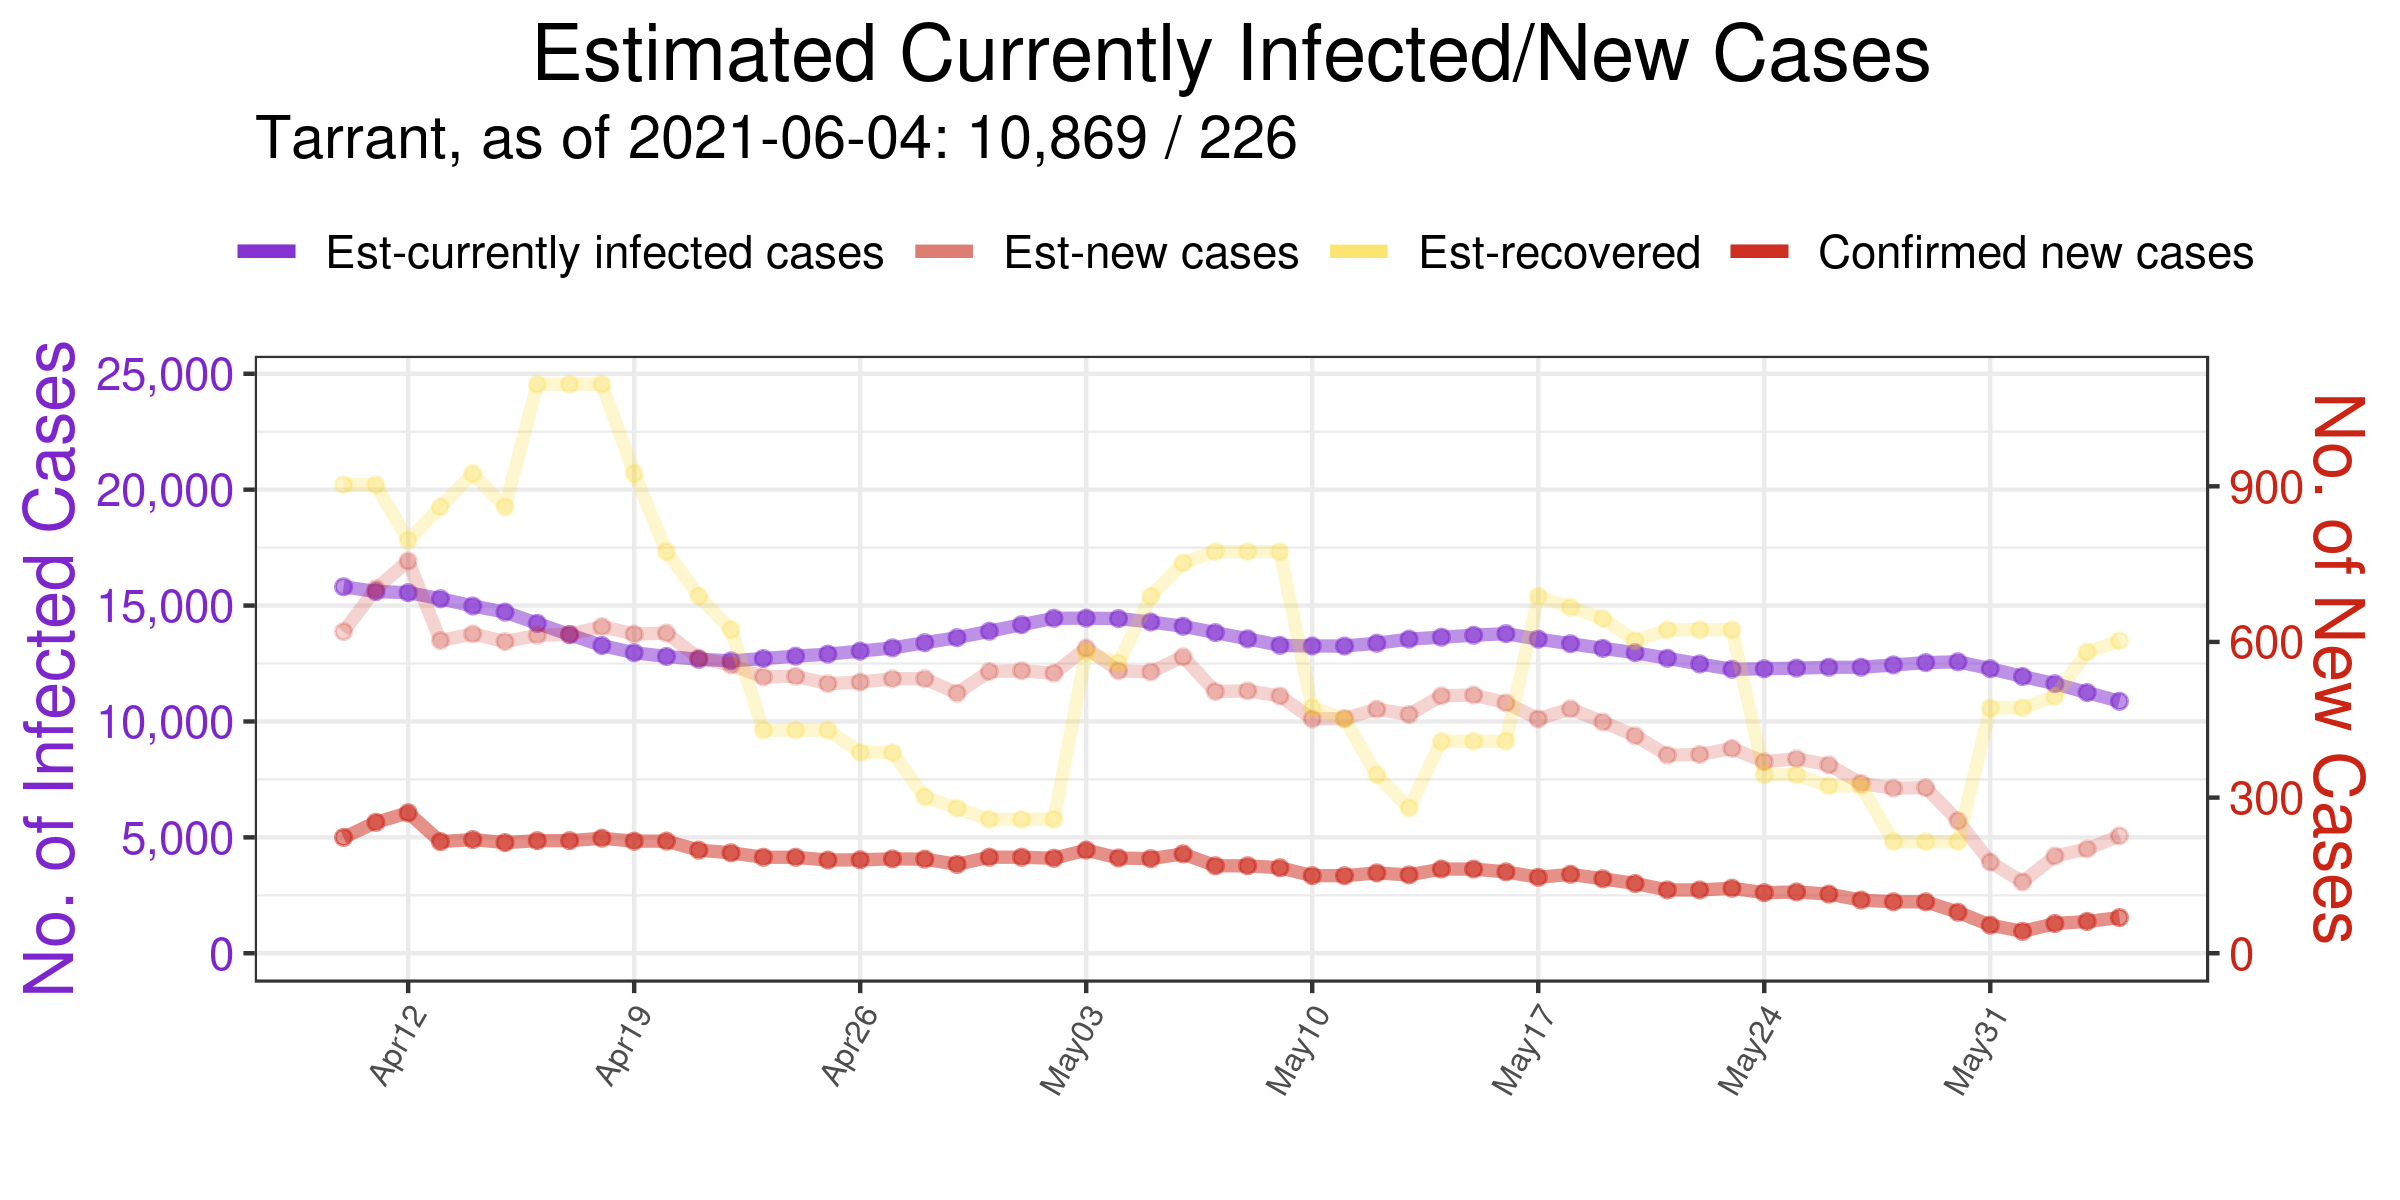 Estimated Currently Infected/New Cases
Tarrant, as of 2021-06-04: 10,869 / 226
Est-currently infected cases Est-new cases Est-recovered Confirmed new cases
No. of Infected Cases
25,000
20,000
15,000
10,000
5,000
0
900
600
300
0
No. of New Cases
Apr12 Apr19 Apr26 May03 May10 May17 May24 May31